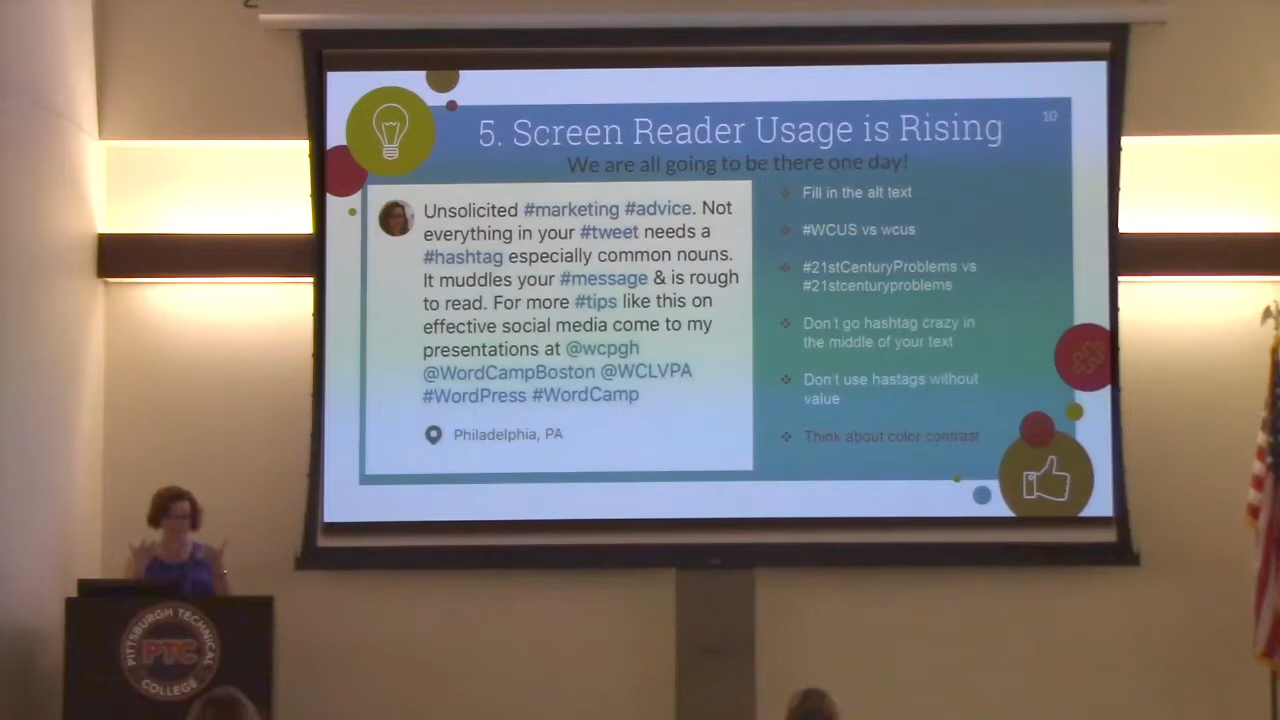 5. Screen Reader Usage is Rising
10
We are all going to be there one day!
Unsolicited #marketing #advice. Not
everything in your #tweet needs a
#hashtag especially common nouns.
It muddles your #message & is rough
to read. For more #tips like this on
effective social media come to my
presentations at @wcpgh
@WordCampBoston @WCLVPA
#WordPress #WordCamp
Philadelphia, PA
Fill in the alt text
#WCUS vs wcus
#21stCenturyProblems vs
#21stcenturyproblems
Don't go hashtag crazy in
the middle of your text
Don't use hastags without
value
Think about color contrast
PITTSBURGH TECHNICAL
PTC
COLLEGE